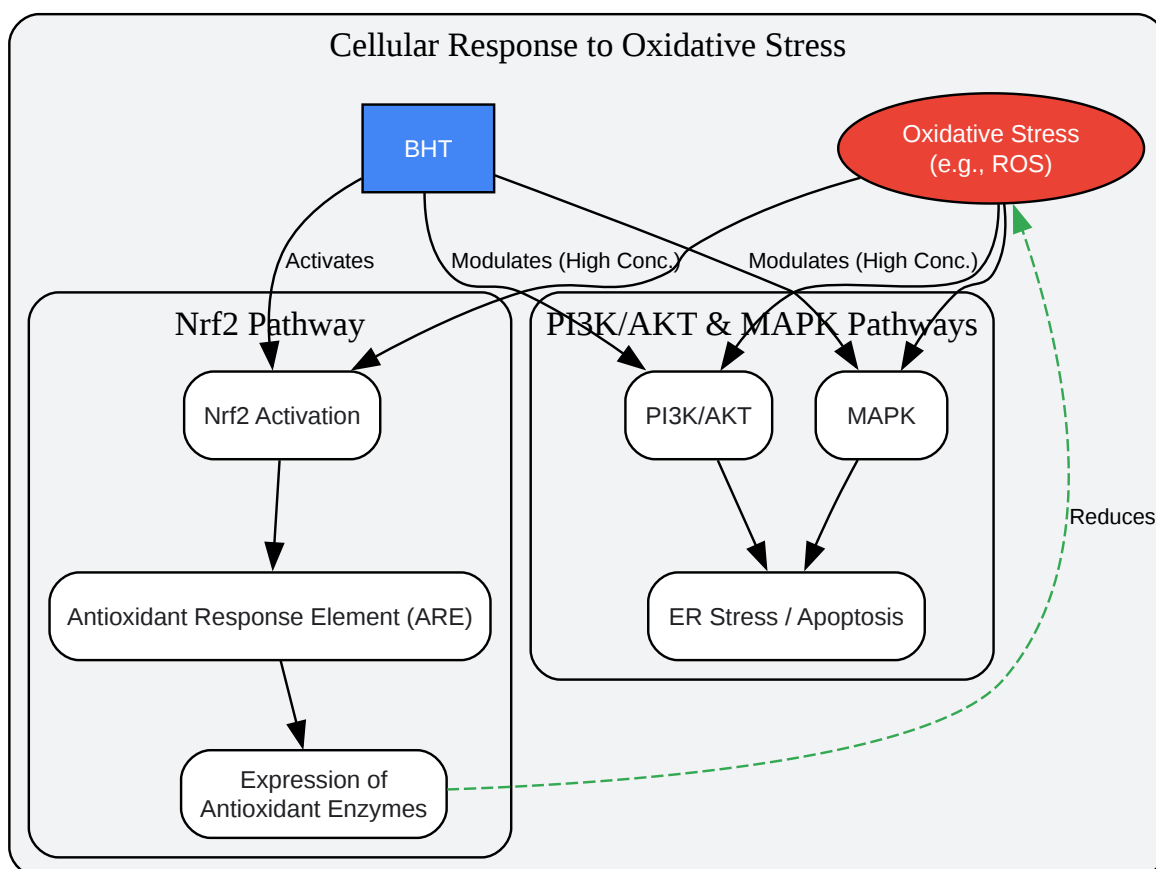 Cellular Response to Oxidative Stress
BHT
Oxidative Stress
(e.g., ROS)
Activates
Modulates (High Conc.)
Modulates (High Conc.)
Nrf2 Pathway
PI3K/AKT & MAPK Pathways
Nrf2 Activation
PI3K/AKT
MAPK
Reduces
Antioxidant Response Element (ARE)
ER Stress / Apoptosis
Expression of
Antioxidant Enzymes